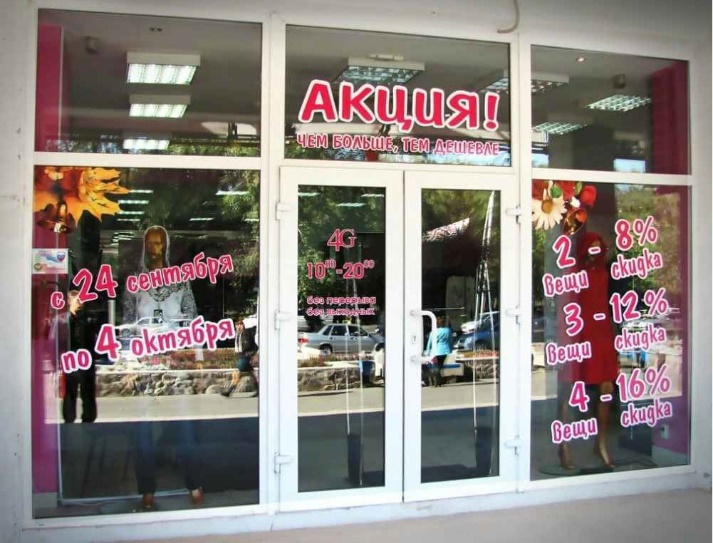 АКЦИЯ!
ЧЕМ БОЛЬШЕ, ТЕМ ДЕШЕВЛЕ
с 24 сентября
по 4 октября
4G
10⁰⁰-20⁰⁰
без перерыва
без выходных
2 - 8%
Вещи скидка
3 - 12%
Вещи скидка
4 - 16%
Вещи скидка